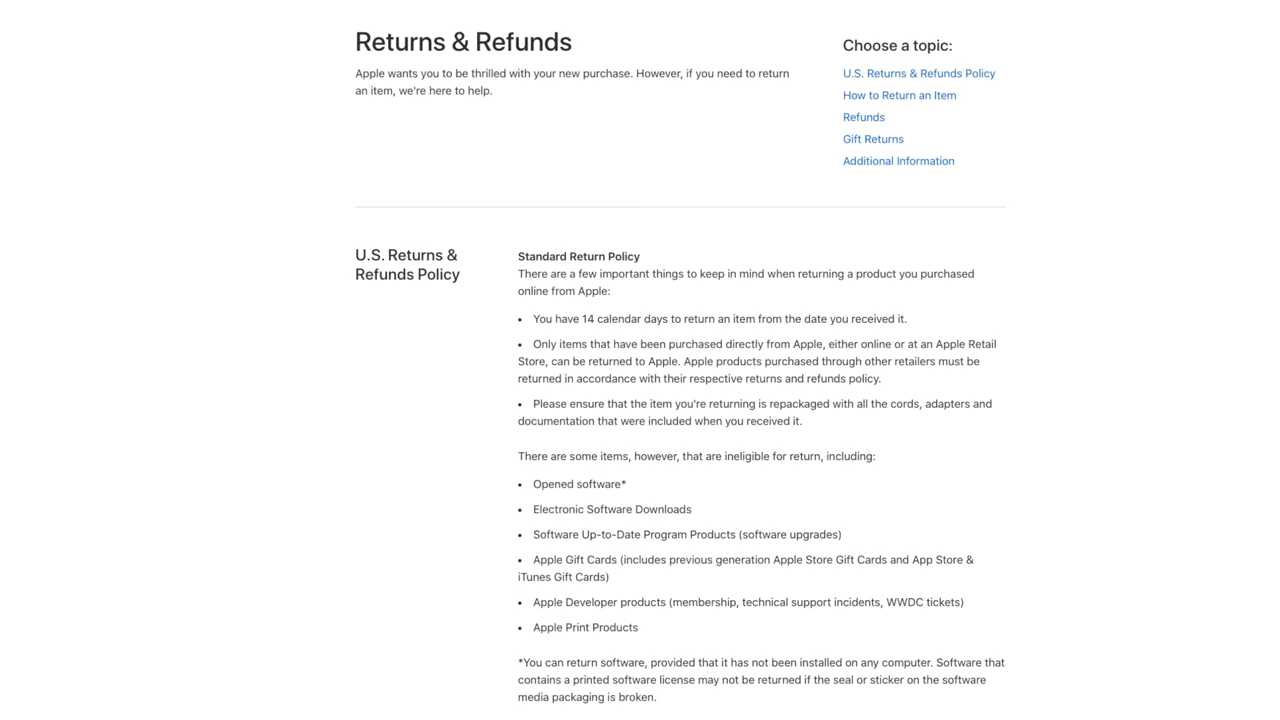 Returns & Refunds
Apple wants you to be thrilled with your new purchase. However, if you need to return
an item, we're here to help.
Choose a topic:
U.S. Returns & Refunds Policy
How to Return an Item
Refunds
Gift Returns
Additional Information
U.S. Returns &
Refunds Policy
Standard Return Policy
There are a few important things to keep in mind when returning a product you purchased
online from Apple:
• You have 14 calendar days to return an item from the date you received it.
• Only items that have been purchased directly from Apple, either online or at an Apple Retail
Store, can be returned to Apple. Apple products purchased through other retailers must be
returned in accordance with their respective returns and refunds policy.
• Please ensure that the item you're returning is repackaged with all the cords, adapters and
documentation that were included when you received it.
There are some items, however, that are ineligible for return, including:
• Opened software*
• Electronic Software Downloads
• Software Up-to-Date Program Products (software upgrades)
• Apple Gift Cards (includes previous generation Apple Store Gift Cards and App Store &
iTunes Gift Cards)
• Apple Developer products (membership, technical support incidents, WWDC tickets)
• Apple Print Products
*You can return software, provided that it has not been installed on any computer. Software that
contains a printed software license may not be returned if the seal or sticker on the software
media packaging is broken.